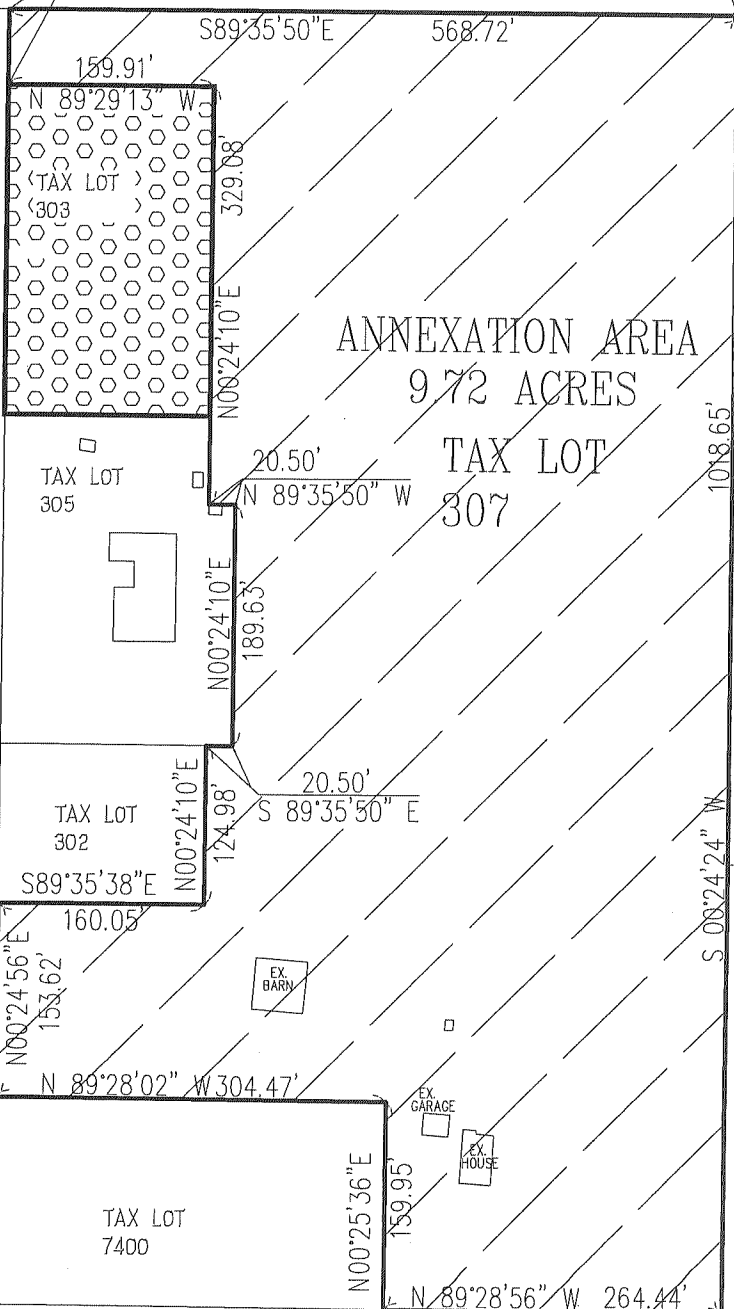 S89°35'50"E 568.72'
159.91'
N 89°29'13" W
TAX LOT
303
329.08'
N00°24'10"E
ANNEXATION AREA
9.72 ACRES
TAX LOT
307
1018.65'
S 00°24'24" W
TAX LOT
305
20.50'
N 89°35'50" W
N00°24'10"E
189.63'
20.50'
S 89°35'50" E
TAX LOT
302
N00°24'10"E
124.98'
S89°35'38"E
160.05'
N00°24'56"E
153.62'
EX.
BARN
N 89°28'02" W 304.47'
EX.
GARAGE
EX.
HOUSE
TAX LOT
7400
N00°25'36"E
159.95'
N 89°28'56" W 264.44'